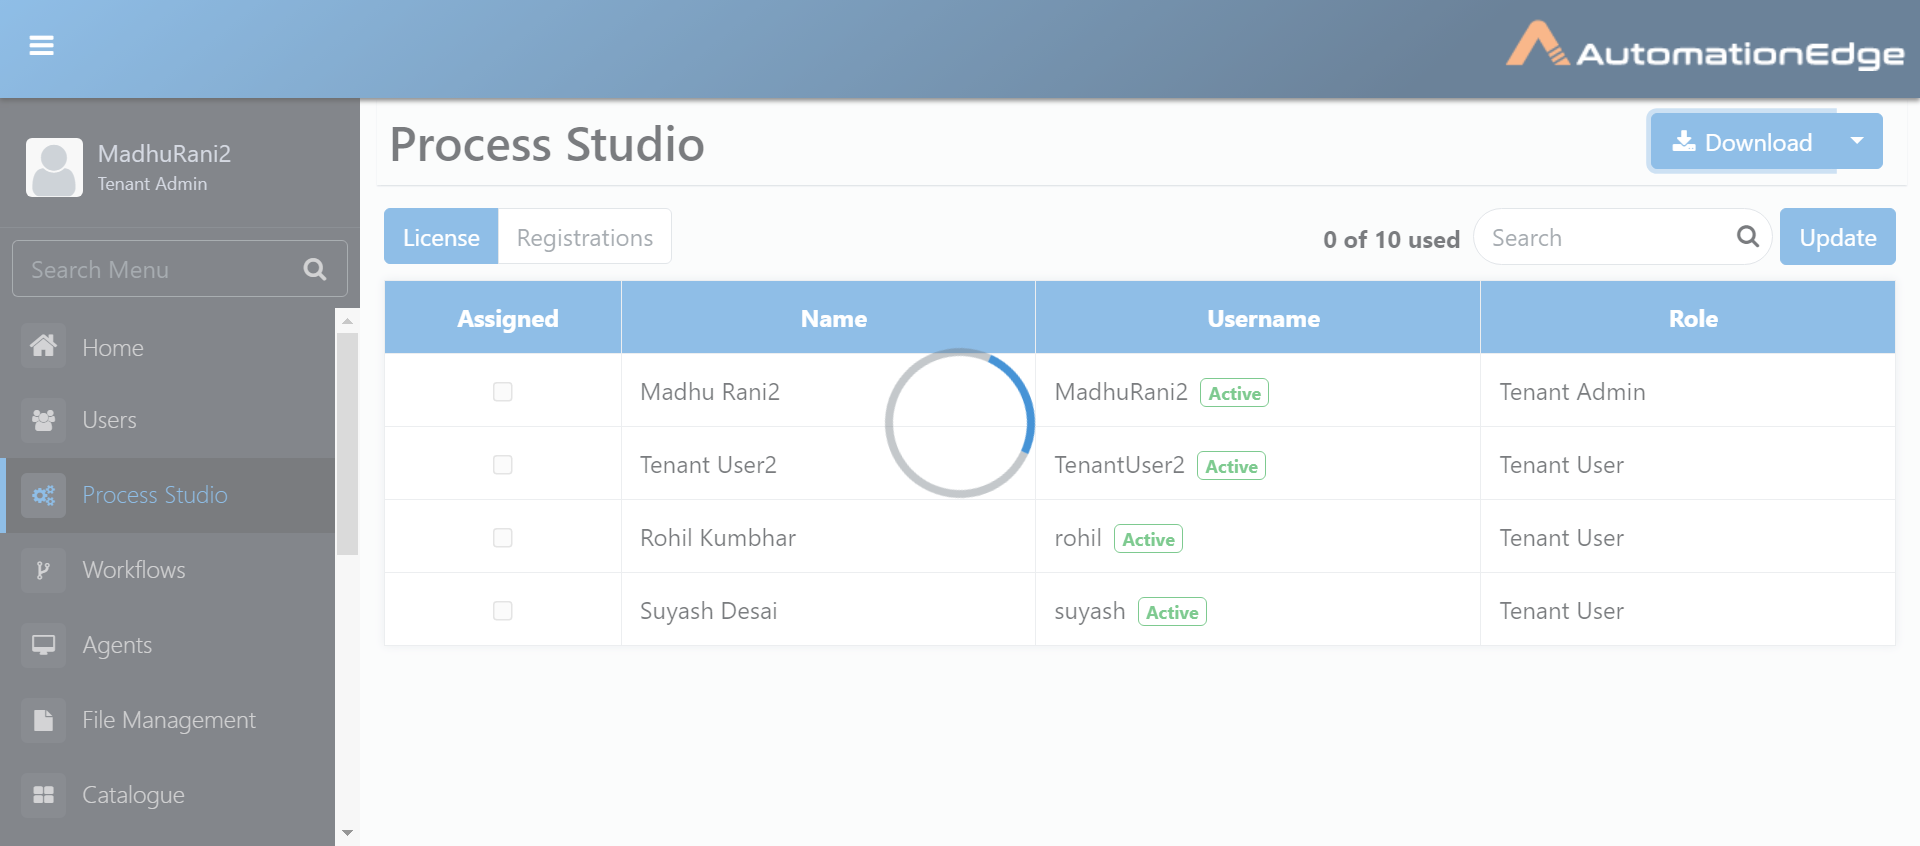 AutomationEdge
MadhuRani2
Tenant Admin
Search Menu
Home
Users
Process Studio
Workflows
Agents
File Management
Catalogue
Process Studio
Download
License Registrations
0 of 10 used Search Update
Assigned Name Username Role
Madhu Rani2 MadhuRani2 Active Tenant Admin
Tenant User2 TenantUser2 Active Tenant User
Rohil Kumbhar rohil Active Tenant User
Suyash Desai suyash Active Tenant User